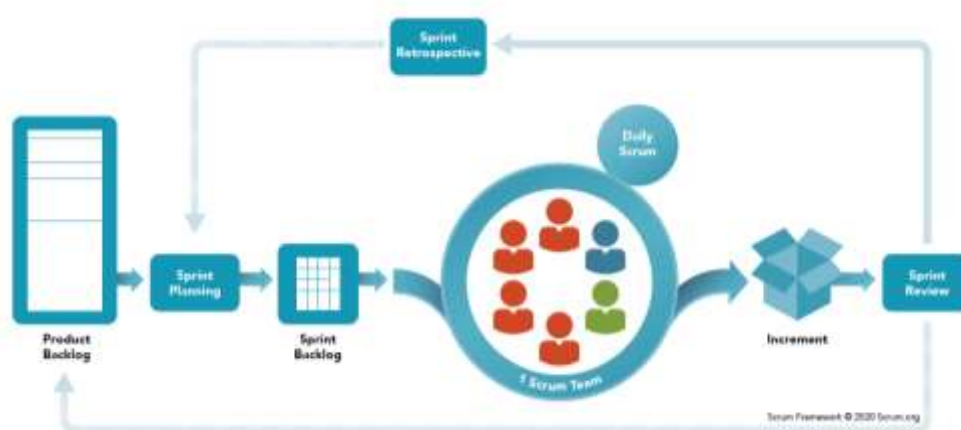 Sprint
Retrospective
Daily
Scrum
Sprint
Planning
Sprint
Review
Product
Backlog
Sprint
Backlog
Increment
1 Scrum Team
Scrum Framework © 2020 Scrum.org